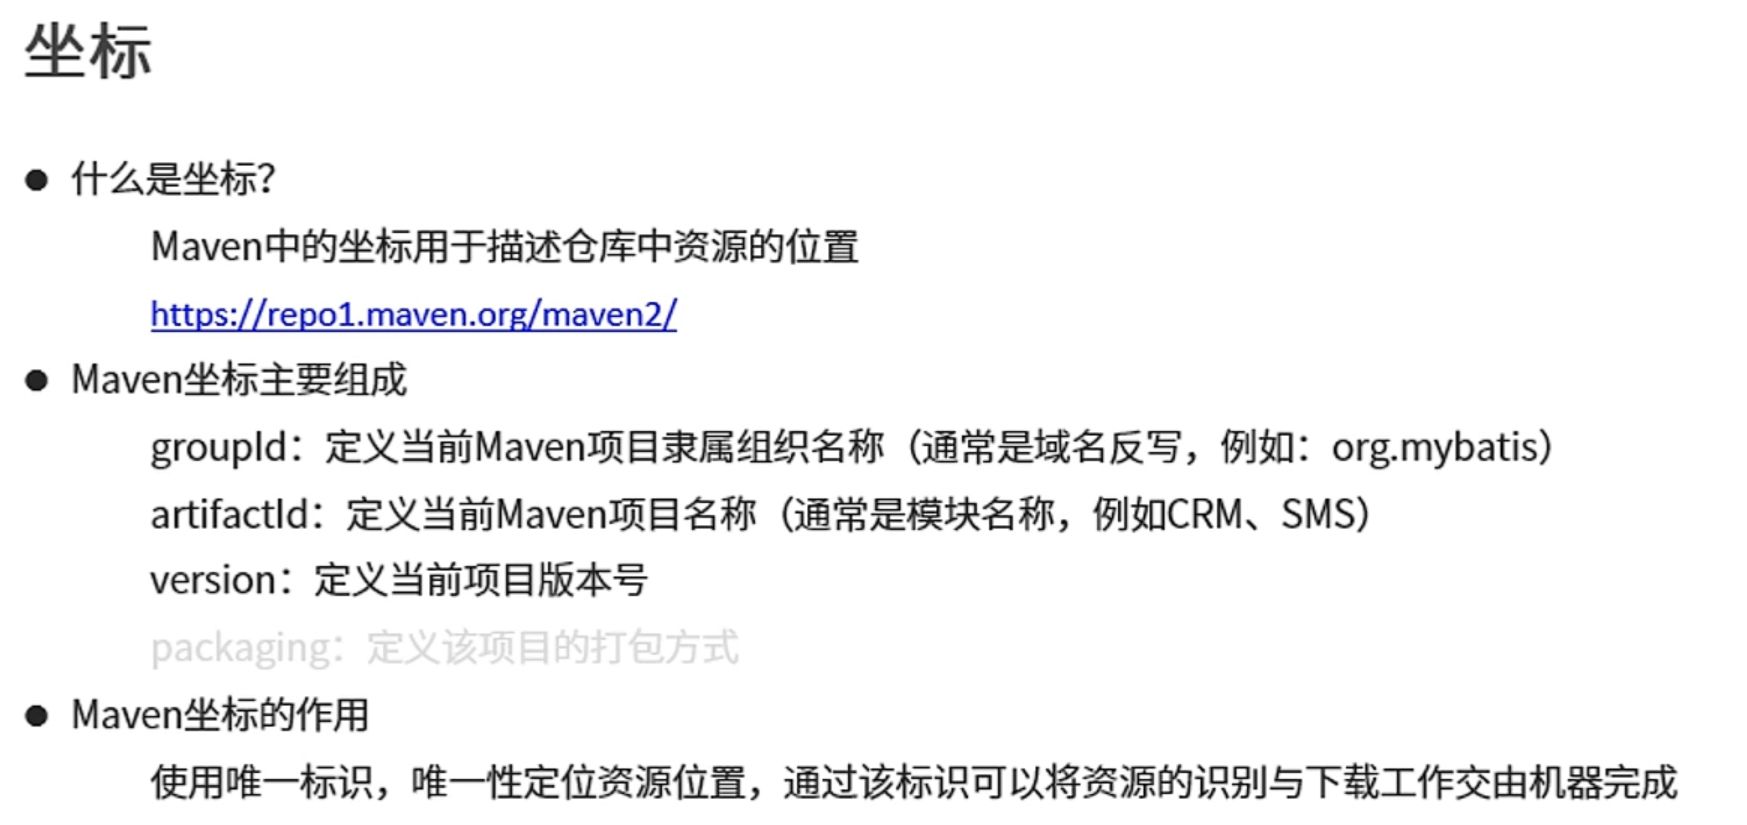 坐标
● 什么是坐标？
Maven中的坐标用于描述仓库中资源的位置
https://repo1.maven.org/maven2/
● Maven坐标主要组成
groupId：定义当前Maven项目隶属组织名称（通常是域名反写，例如：org.mybatis）
artifactId：定义当前Maven项目名称（通常是模块名称，例如CRM、SMS）
version：定义当前项目版本号
packaging：定义该项目的打包方式
● Maven坐标的作用
使用唯一标识，唯一性定位资源位置，通过该标识可以将资源的识别与下载工作交由机器完成